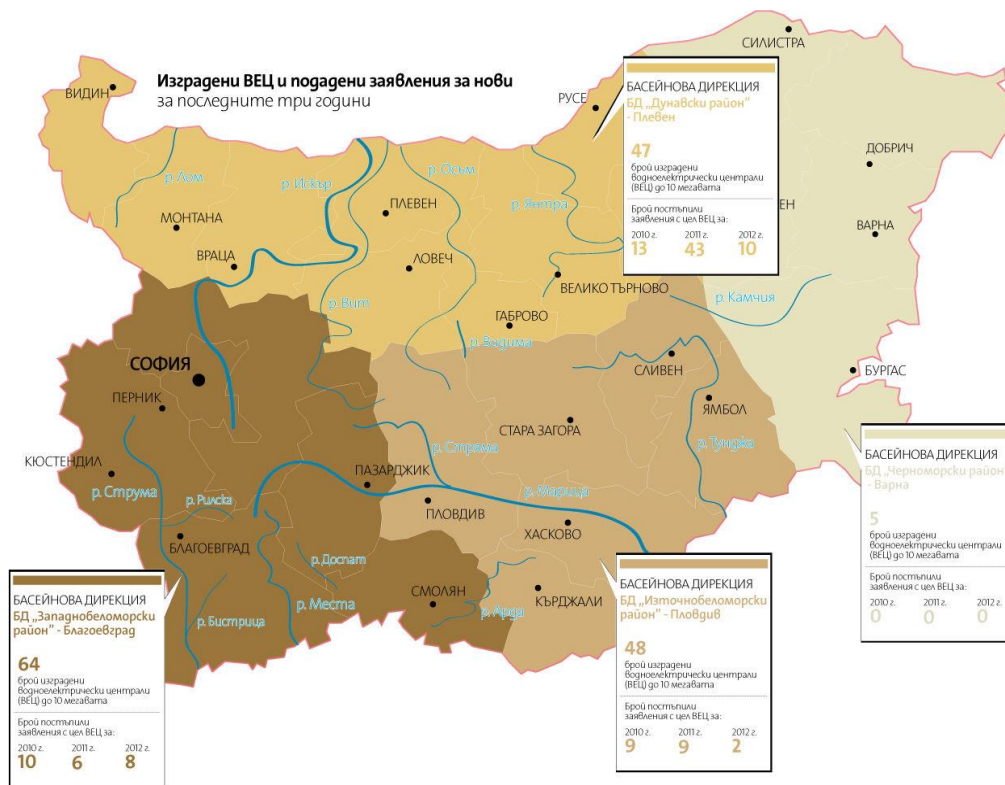 Изградени ВЕЦ и подадени заявления за нови
за последните три години
ВИДИН
РУСЕ
СИЛИСТРА
ДОБРИЧ
ВАРНА
р. Лом
р. Искър
р. Осъм
р. Янтра
МОНТАНА
ПЛЕВЕН
ВРАЦА
ЛОВЕЧ
ВЕЛИКО ТЪРНОВО
р. Вит
ГАБРОВО
р. Видима
р. Камчия
СОФИЯ
ПЕРНИК
СЛИВЕН
ЯМБОЛ
БУРГАС
СТАРА ЗАГОРА
р. Тунджа
КЮСТЕНДИЛ
р. Струма
р. Рилска
ПАЗАРДЖИК
р. Стряма
р. Марица
ПЛОВДИВ
ХАСКОВО
БЛАГОЕВГРАД
р. Доспат
р. Места
р. Бистрица
СМОЛЯН
р. Арда
КЪРДЖАЛИ
БАСЕЙНОВА ДИРЕКЦИЯ
БД „Дунавски район"
- Плевен
47
брой изградени
водноелектрически централи
(ВЕЦ) до 10 мегавата
Брой постъпили
заявления с цел ВЕЦ за:
2010 г. 2011 г. 2012 г.
13 43 10
ЕН
БАСЕЙНОВА ДИРЕКЦИЯ
БД „Черноморски район
- Варна
5
брой изградени
водноелектрически централи
(ВЕЦ) до 10 мегавата
Брой постъпили
заявления с цел ВЕЦ за:
2010 г. 2011 г. 2012 г.
0 0 0
БАСЕЙНОВА ДИРЕКЦИЯ
БД „Източнобеломорски
район" - Пловдив
48
брой изградени
водноелектрически централи
(ВЕЦ) до 10 мегавата
Брой постъпили
заявления с цел ВЕЦ за:
2010 г. 2011 г. 2012 г.
9 9 2
БАСЕЙНОВА ДИРЕКЦИЯ
БД „Западнобеломорски
район" - Благоевград
64
брой изградени
водноелектрически централи
(ВЕЦ) до 10 мегавата
Брой постъпили
заявления с цел ВЕЦ за:
2010 г. 2011 г. 2012 г.
10 6 8